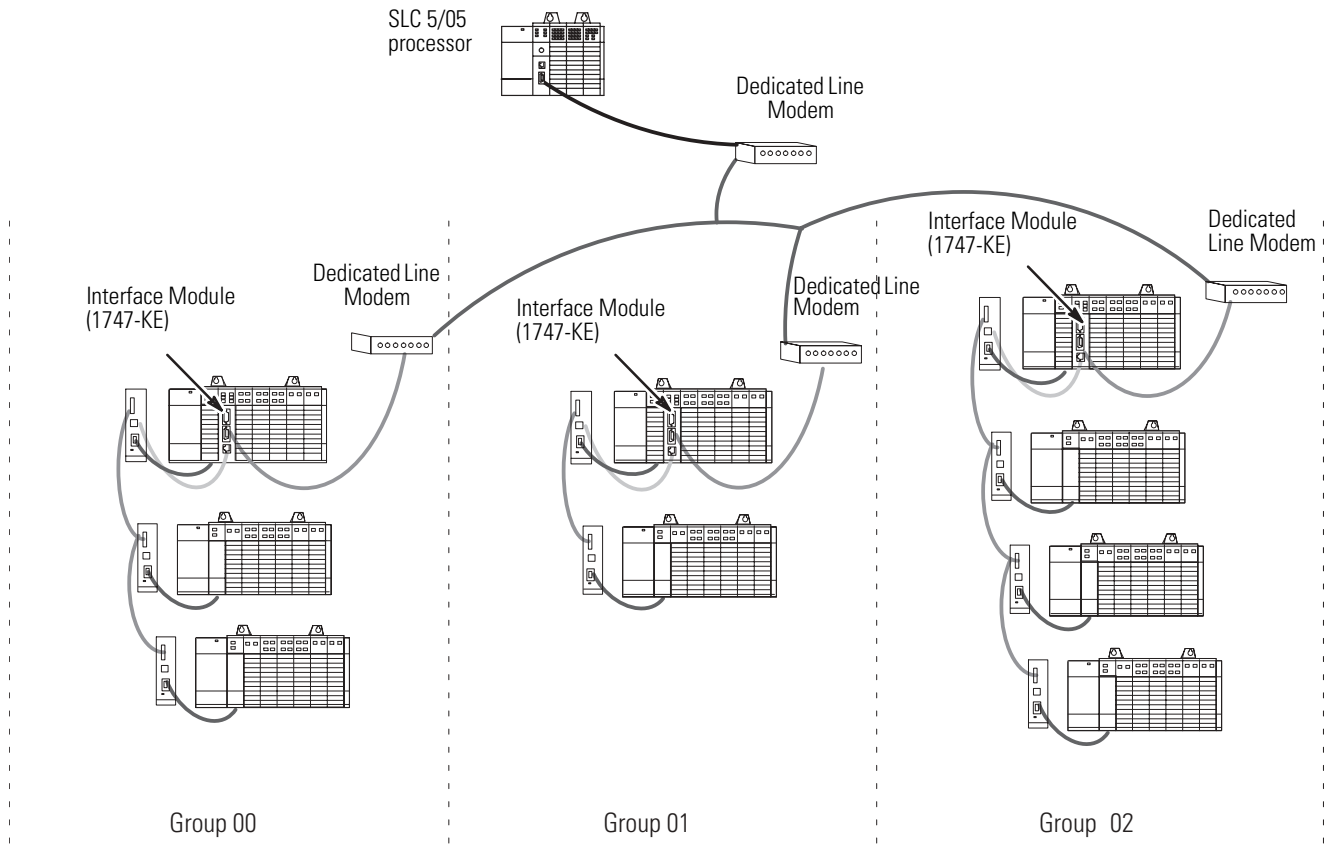 SLC 5/05
processor
Dedicated Line
Modem
Interface Module
(1747-KE)
Dedicated
Line Modem
Dedicated Line
Modem
Interface Module
(1747-KE)
Interface Module
(1747-KE)
Dedicated Line
Modem
Group 00
Group 01
Group 02